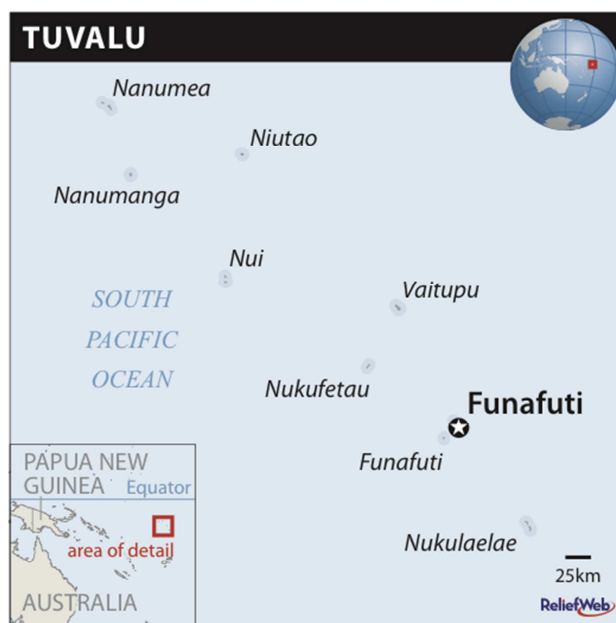 TUVALU
Nanumea
Niutao
Nanumanga
Nui
Vaitupu
SOUTH
PACIFIC
OCEAN
Nukufetau
Funafuti
Funafuti
Nukulaelae
PAPUA NEW
GUINEA
Equator
area of detail
AUSTRALIA
25km
ReliefWeb